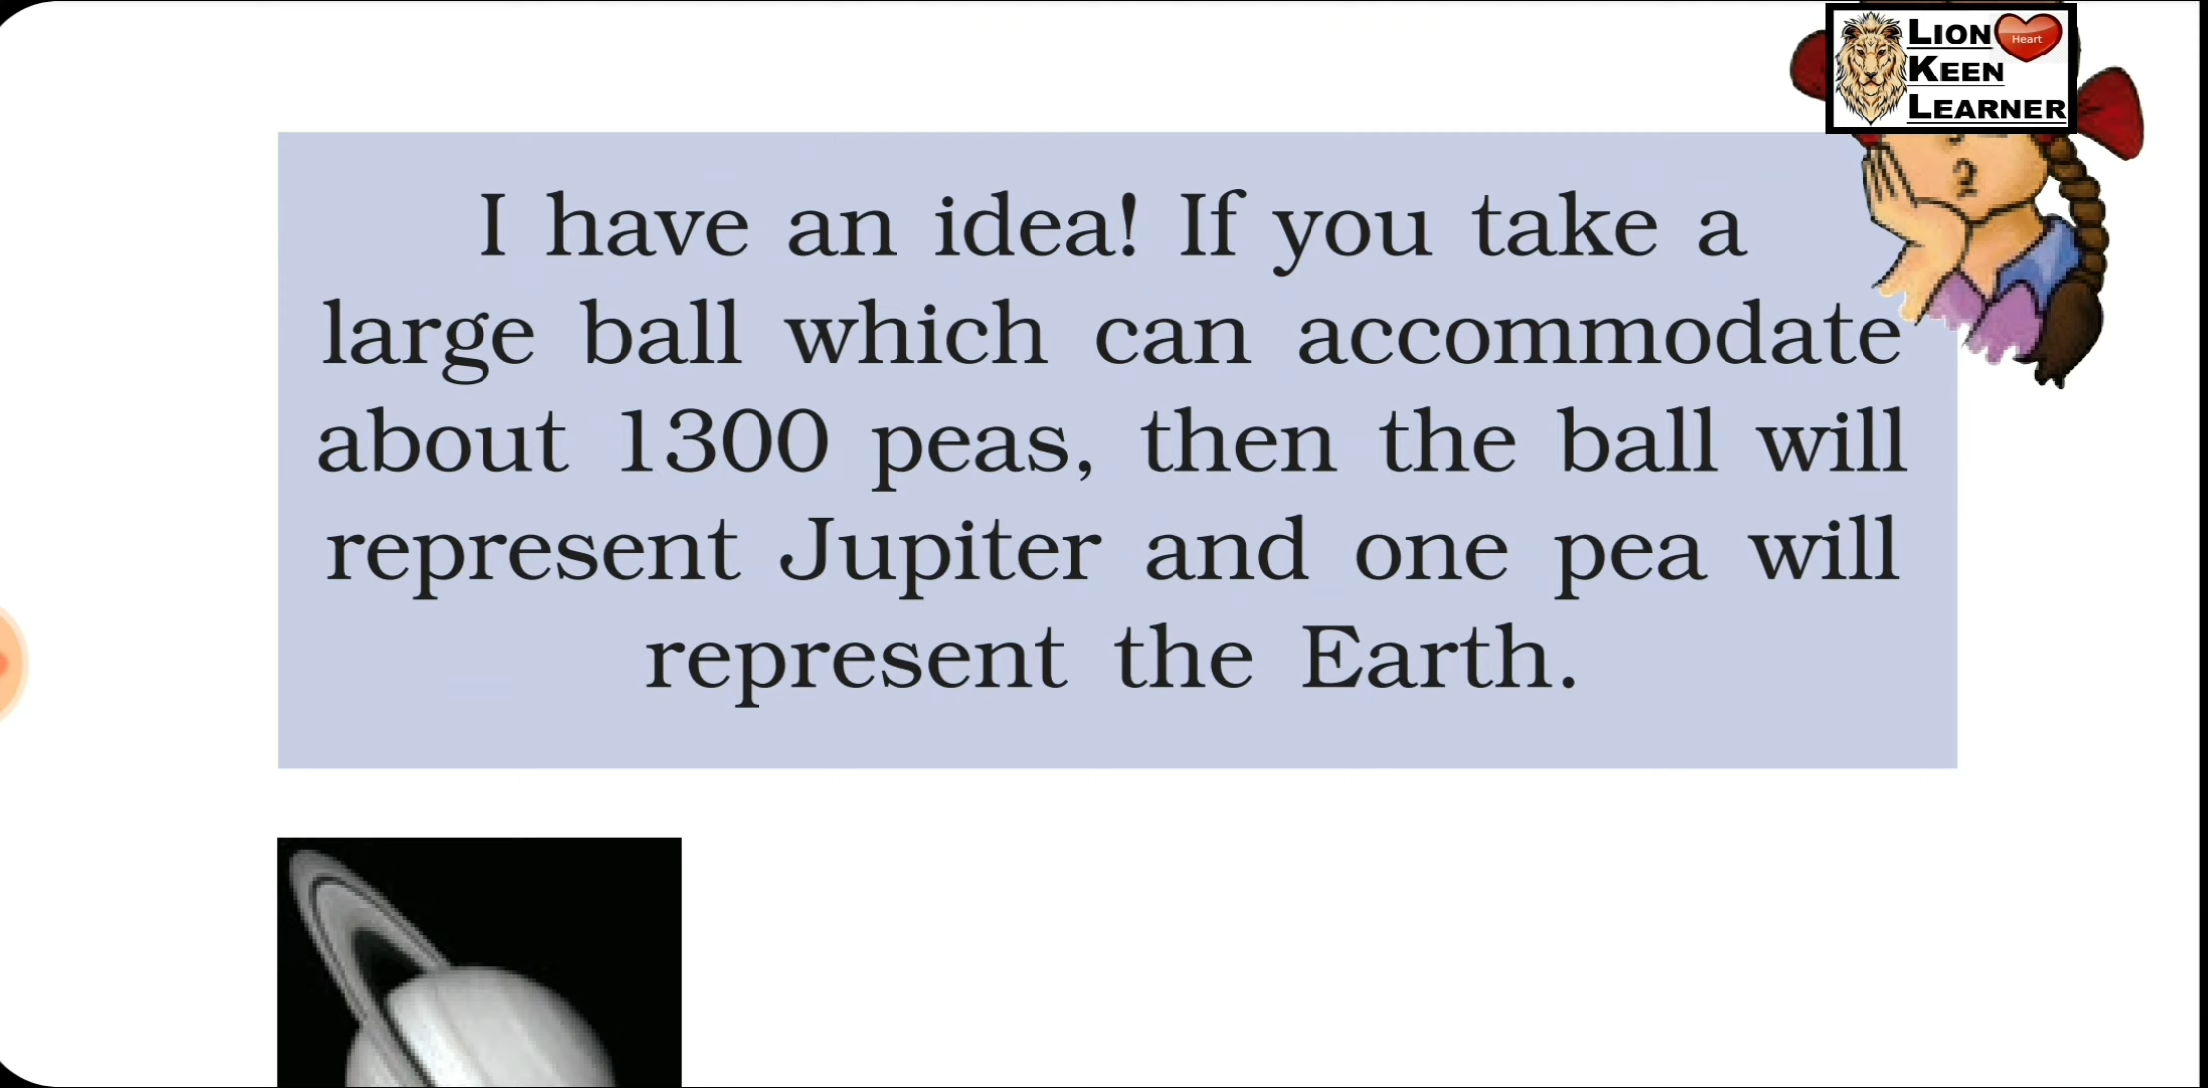 LION Heart
KEEN
LEARNER
I have an idea! If you take a
large ball which can accommodate
about 1300 peas, then the ball will
represent Jupiter and one pea will
represent the Earth.